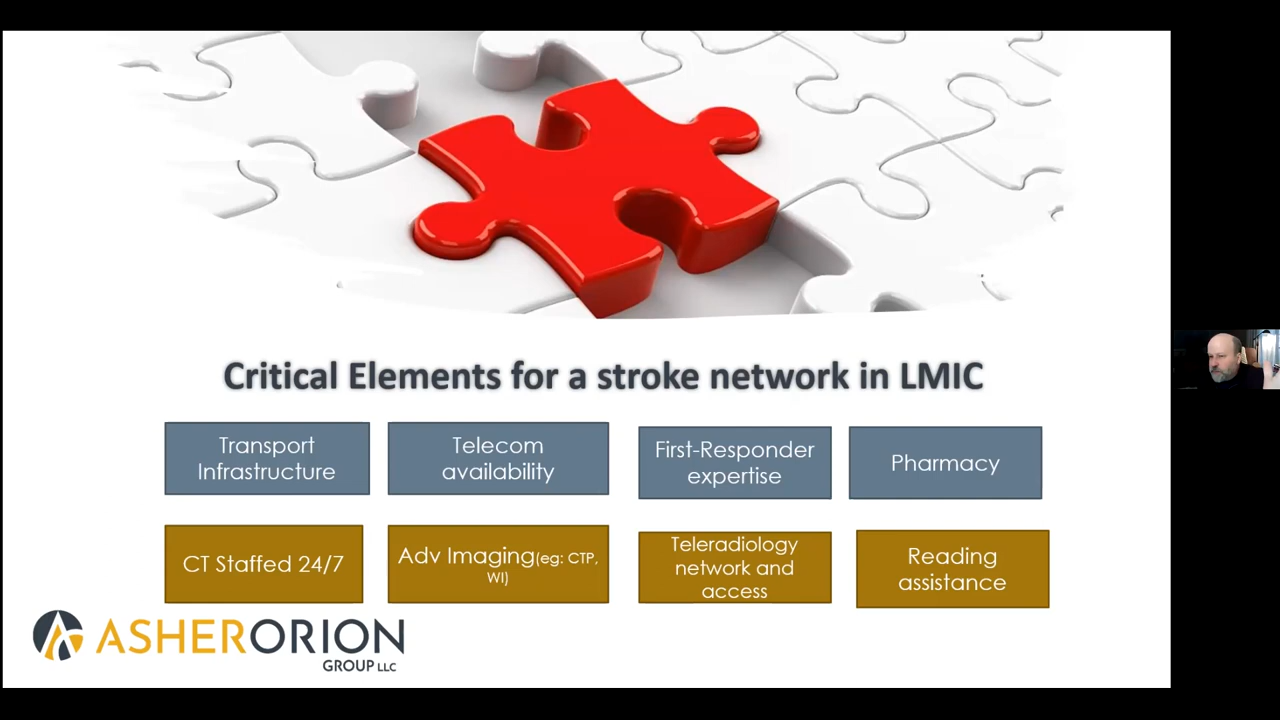 Critical Elements for a stroke network in LMIC
Transport
Infrastructure
Telecom
availability
First-Responder
expertise
Pharmacy
CT Staffed 24/7
Adv Imaging(eg: CTP,
WI)
Teleradiology
network and
access
Reading
assistance
ASHERORION
GROUP LLC